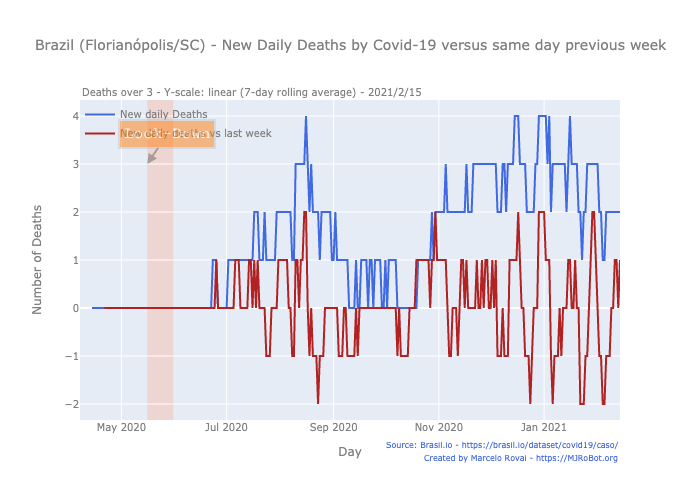 Brazil (Florianópolis/SC) - New Daily Deaths by Covid-19 versus same day previous week
Deaths over 3 - Y-scale: linear (7-day rolling average) - 2021/2/15
New daily Deaths
New daily deaths vs last week
Lock-Down
Number of Deaths
4
3
2
1
0
−1
−2
May 2020
Jul 2020
Sep 2020
Nov 2020
Jan 2021
Day
Source: Brasil.io - https://brasil.io/dataset/covid19/caso/
Created by Marcelo Rovai - https://MJRoBot.org